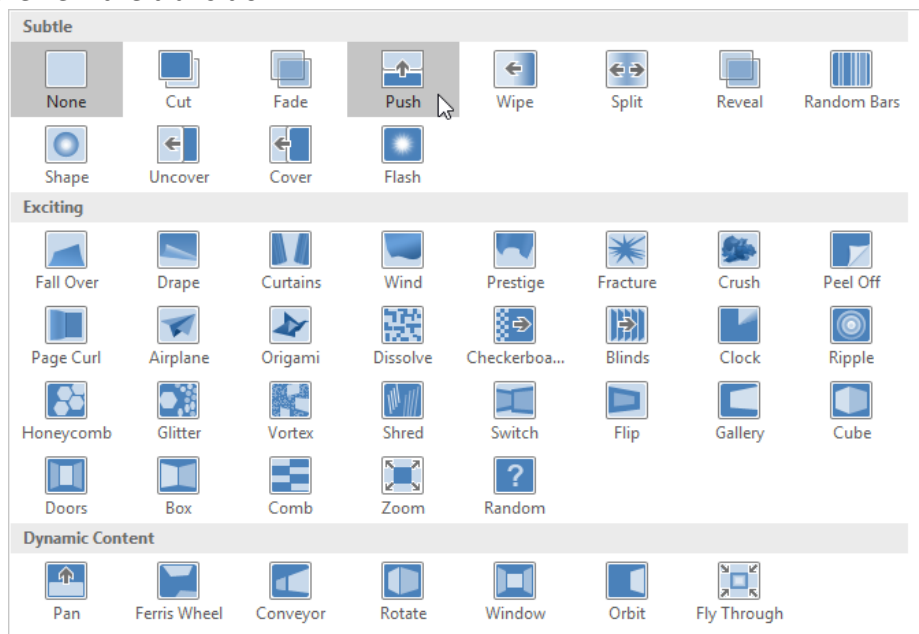 Subtle
None Cut Fade Push Wipe Split Reveal Random Bars
Shape Uncover Cover Flash
Exciting
Fall Over Drape Curtains Wind Prestige Fracture Crush Peel Off
Page Curl Airplane Origami Dissolve Checkerboa... Blinds Clock Ripple
Honeycomb Glitter Vortex Shred Switch Flip Gallery Cube
?
Doors Box Comb Zoom Random
Dynamic Content
Pan Ferris Wheel Conveyor Rotate Window Orbit Fly Through